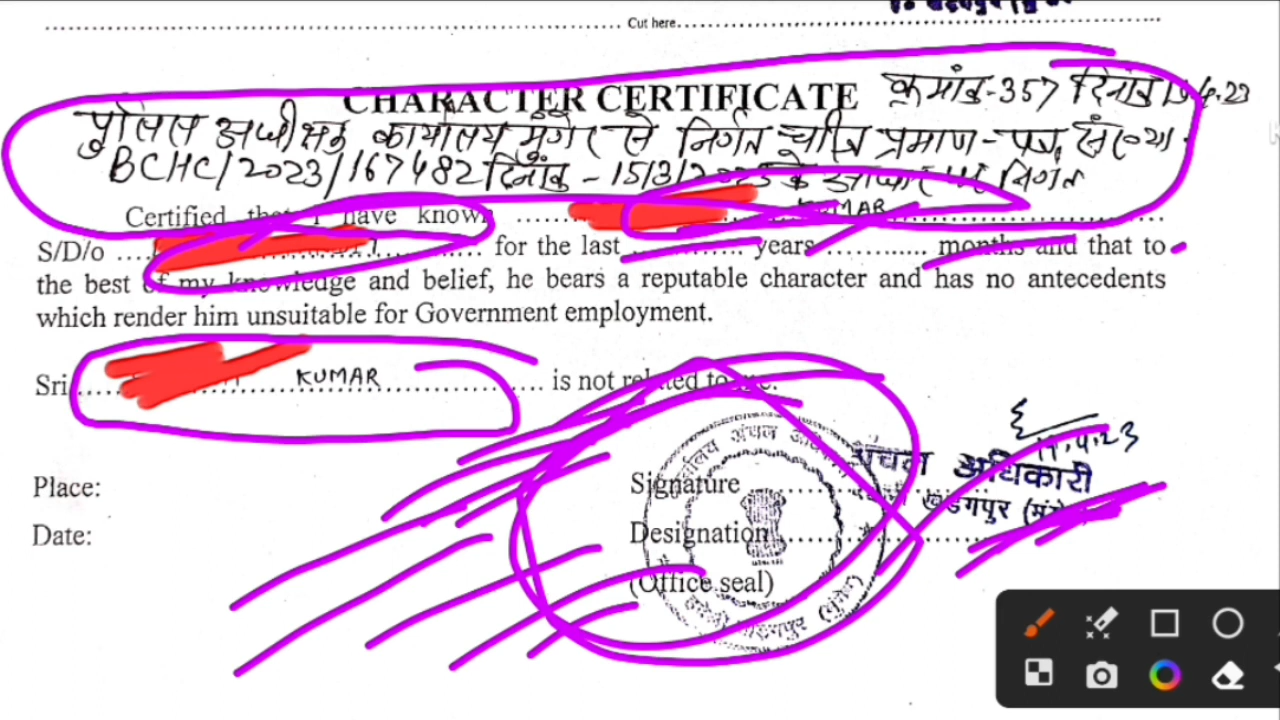 Cut here
CHARACTER CERTIFICATE क्रमांक-357 दिनांक
पुलिस अधीक्षक कार्यालय मुंगेर से निर्गत चरित्र प्रमाण-पत्र संख्या-
BCHC/2023/167482 दिनांक - 15/3/2023 के आधार पर निर्गत
Certified that I have known ........ KUMAR ........
S/D/o ........ for the last ........ years ........ months and that to
the best of my knowledge and belief, he bears a reputable character and has no antecedents
which render him unsuitable for Government employment.
Sri ........ KUMAR ........ is not related to me.
अंचल अधिकारी
खड़गपुर (मुंगेर)
Place:
Signature ........
Date:
Designation ........
(Office seal)